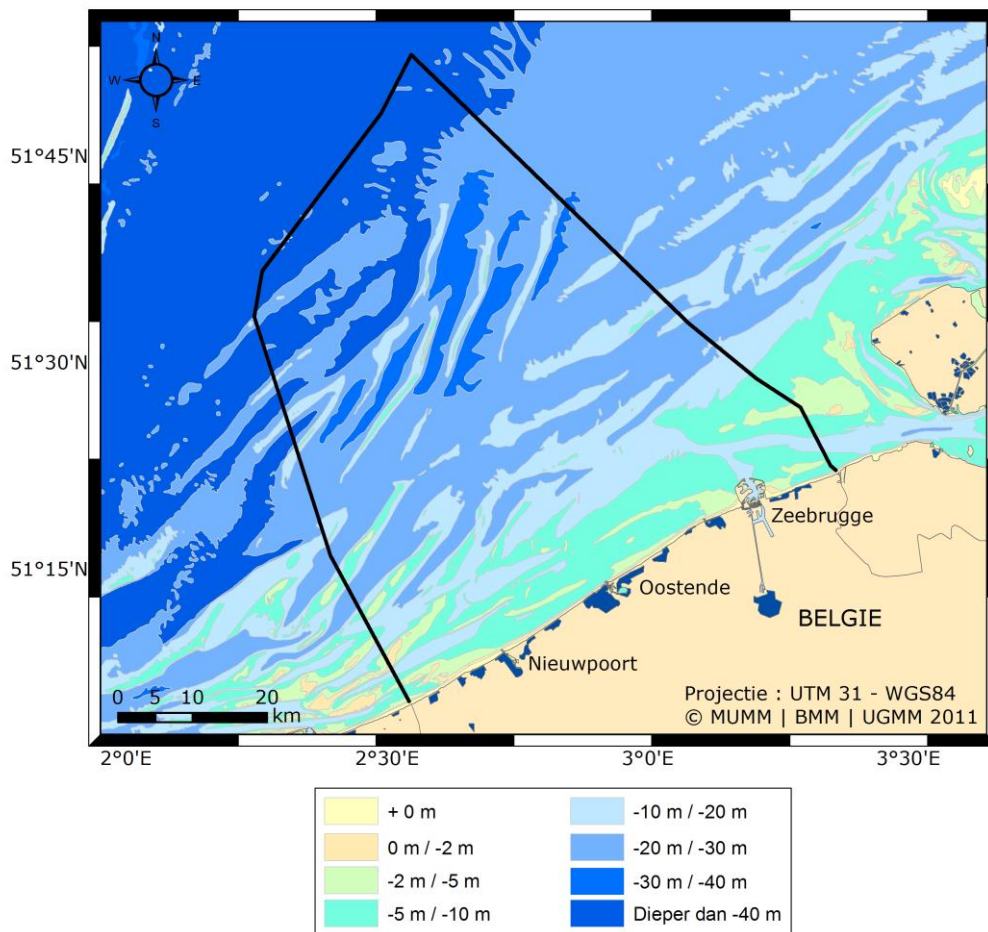 N
W E
S
51°45'N
51°30'N
51°15'N
Zeebrugge
Oostende
BELGIE
Nieuwpoort
0 5 10 20
km
Projectie : UTM 31 - WGS84
© MUMM | BMM | UGMM 2011
2°0'E 2°30'E 3°0'E 3°30'E
+ 0 m
0 m / -2 m
-2 m / -5 m
-5 m / -10 m
-10 m / -20 m
-20 m / -30 m
-30 m / -40 m
Dieper dan -40 m